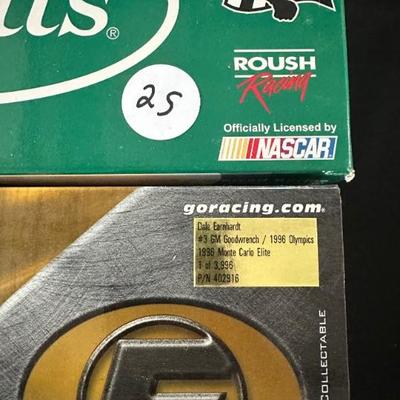 ROUSH
Racing
25
Officially Licensed by
NASCAR
goracing.com.
Dale Earnhardt
#3 GM Goodwrench / 1996 Olympics
1996 Monte Carlo Elite
1 of 3,996
P/N 402916
COLLECTABLE